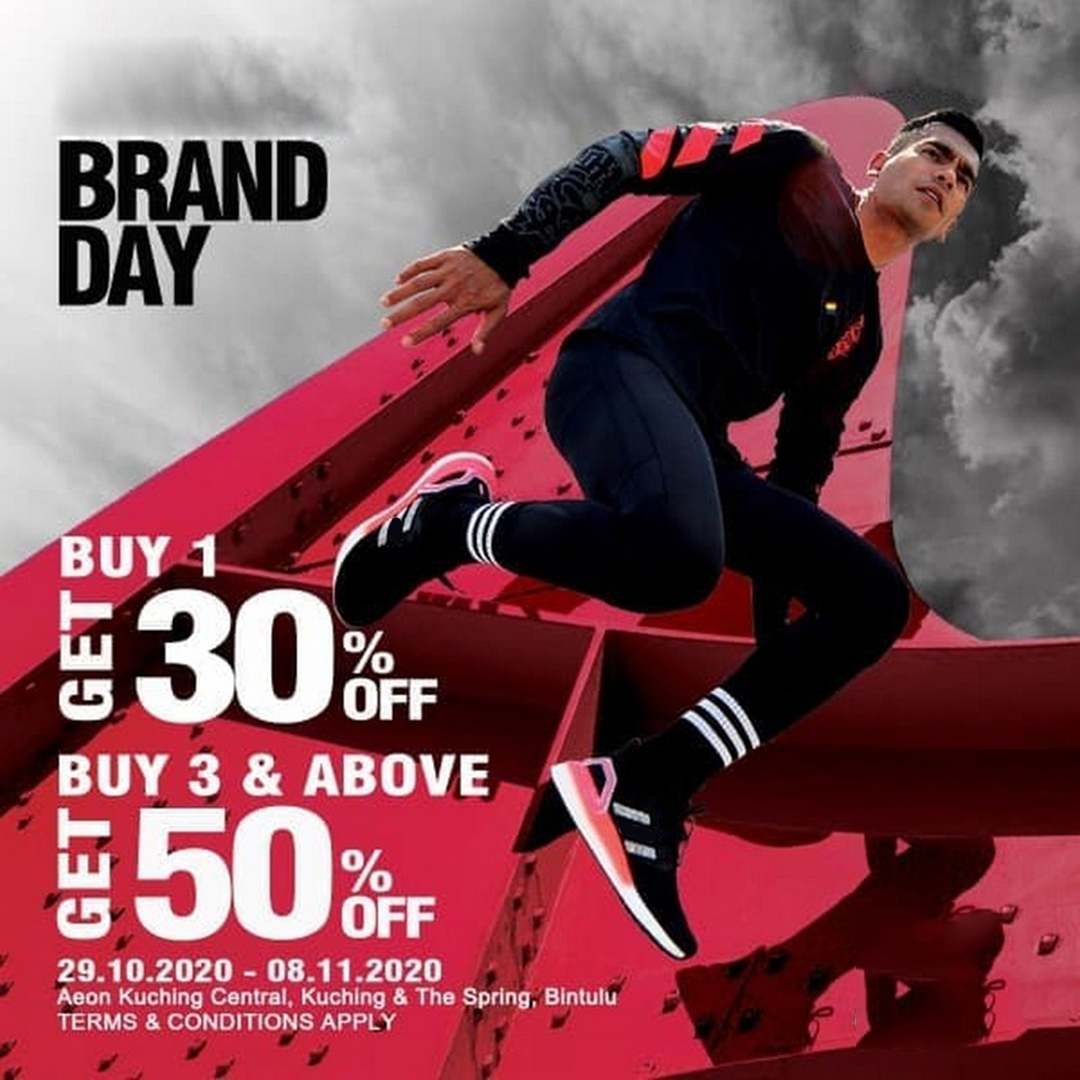 BRAND
DAY
BUY 1
GET 30% OFF
BUY 3 & ABOVE
GET 50% OFF
29.10.2020 - 08.11.2020
Aeon Kuching Central, Kuching & The Spring, Bintulu
TERMS & CONDITIONS APPLY